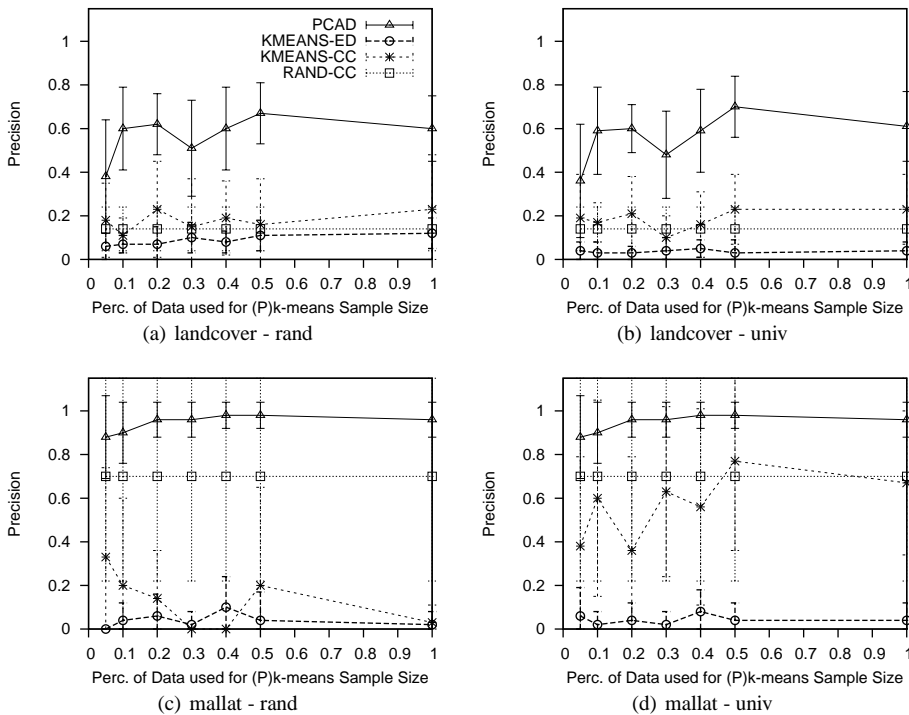 PCAD
KMEANS-ED
KMEANS-CC
RAND-CC
Precision
1
0.8
0.6
0.4
0.2
0
0 0.1 0.2 0.3 0.4 0.5 0.6 0.7 0.8 0.9 1
Perc. of Data used for (P)k-means Sample Size
(a) landcover - rand
Precision
1
0.8
0.6
0.4
0.2
0
0 0.1 0.2 0.3 0.4 0.5 0.6 0.7 0.8 0.9 1
Perc. of Data used for (P)k-means Sample Size
(b) landcover - univ
Precision
1
0.8
0.6
0.4
0.2
0
0 0.1 0.2 0.3 0.4 0.5 0.6 0.7 0.8 0.9 1
Perc. of Data used for (P)k-means Sample Size
(c) mallat - rand
Precision
1
0.8
0.6
0.4
0.2
0
0 0.1 0.2 0.3 0.4 0.5 0.6 0.7 0.8 0.9 1
Perc. of Data used for (P)k-means Sample Size
(d) mallat - univ